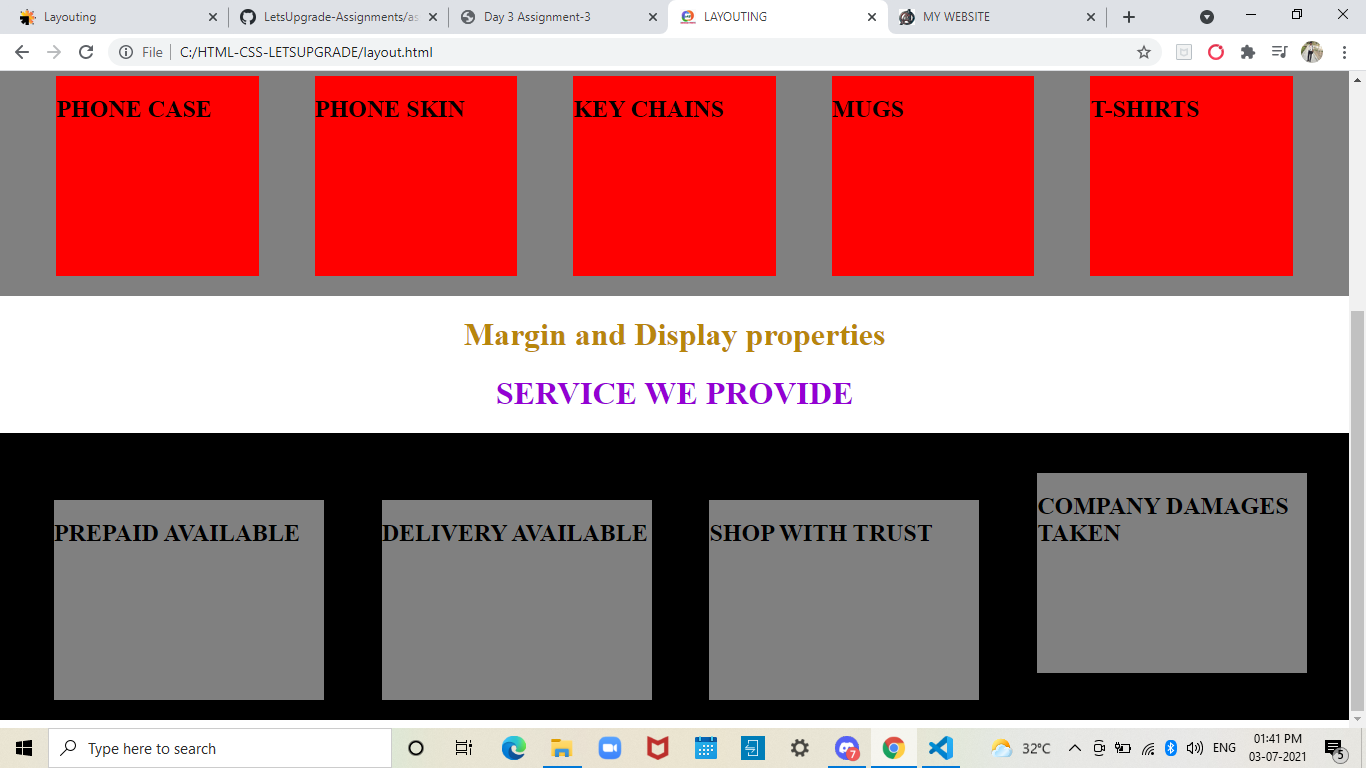 Layouting
LetsUpgrade-Assignments/as
Day 3 Assignment-3
LAYOUTING
MY WEBSITE
File
C:/HTML-CSS-LETSUPGRADE/layout.html
PHONE CASE
PHONE SKIN
KEY CHAINS
MUGS
T-SHIRTS
Margin and Display properties
SERVICE WE PROVIDE
PREPAID AVAILABLE
DELIVERY AVAILABLE
SHOP WITH TRUST
COMPANY DAMAGES
TAKEN
Type here to search
7
32°C
ENG
01:41 PM
03-07-2021
5